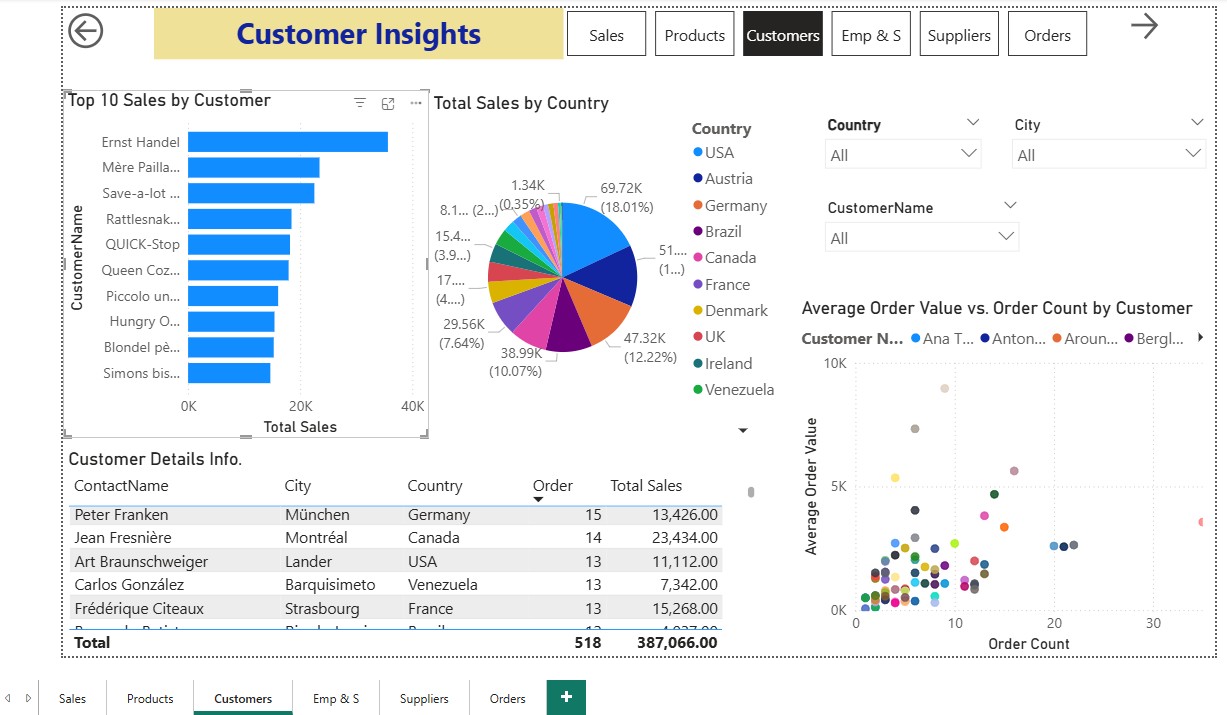 Customer Insights
Sales
Products
Customers
Emp & S
Suppliers
Orders
Top 10 Sales by Customer
CustomerName
Ernst Handel
Mère Pailla...
Save-a-lot ...
Rattlesnak...
QUICK-Stop
Queen Coz...
Piccolo un...
Hungry O...
Blondel pè...
Simons bis...
0K 20K 40K
Total Sales
Total Sales by Country
1.34K
(0.35%)
69.72K
(18.01%)
8.1... (2...)
15.4...
(3.9...)
51....
(1...)
17....
(4....)
29.56K
(7.64%)
47.32K
(12.22%)
38.99K
(10.07%)
Country
USA
Austria
Germany
Brazil
Canada
France
Denmark
UK
Ireland
Venezuela
Country
All
City
All
CustomerName
All
Average Order Value vs. Order Count by Customer
Customer N... Ana T... Anton... Aroun... Bergl...
Average Order Value
10K
5K
0K
0 10 20 30
Order Count
Customer Details Info.
ContactName City Country Order Total Sales
Peter Franken München Germany 15 13,426.00
Jean Fresnière Montréal Canada 14 23,434.00
Art Braunschweiger Lander USA 13 11,112.00
Carlos González Barquisimeto Venezuela 13 7,342.00
Frédérique Citeaux Strasbourg France 13 15,268.00
Total 518 387,066.00
Sales Products Customers Emp & S Suppliers Orders +